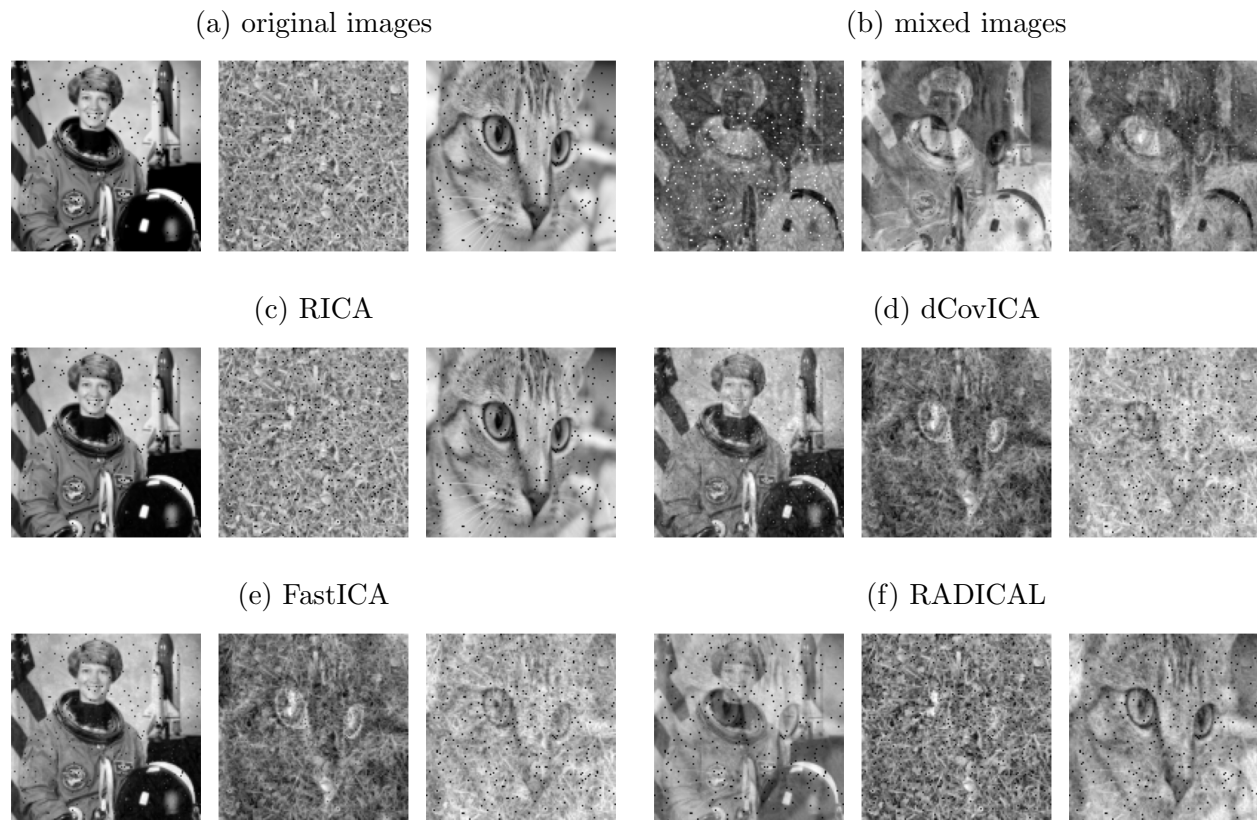 (a) original images
(b) mixed images
(c) RICA
(d) dCovICA
(e) FastICA
(f) RADICAL